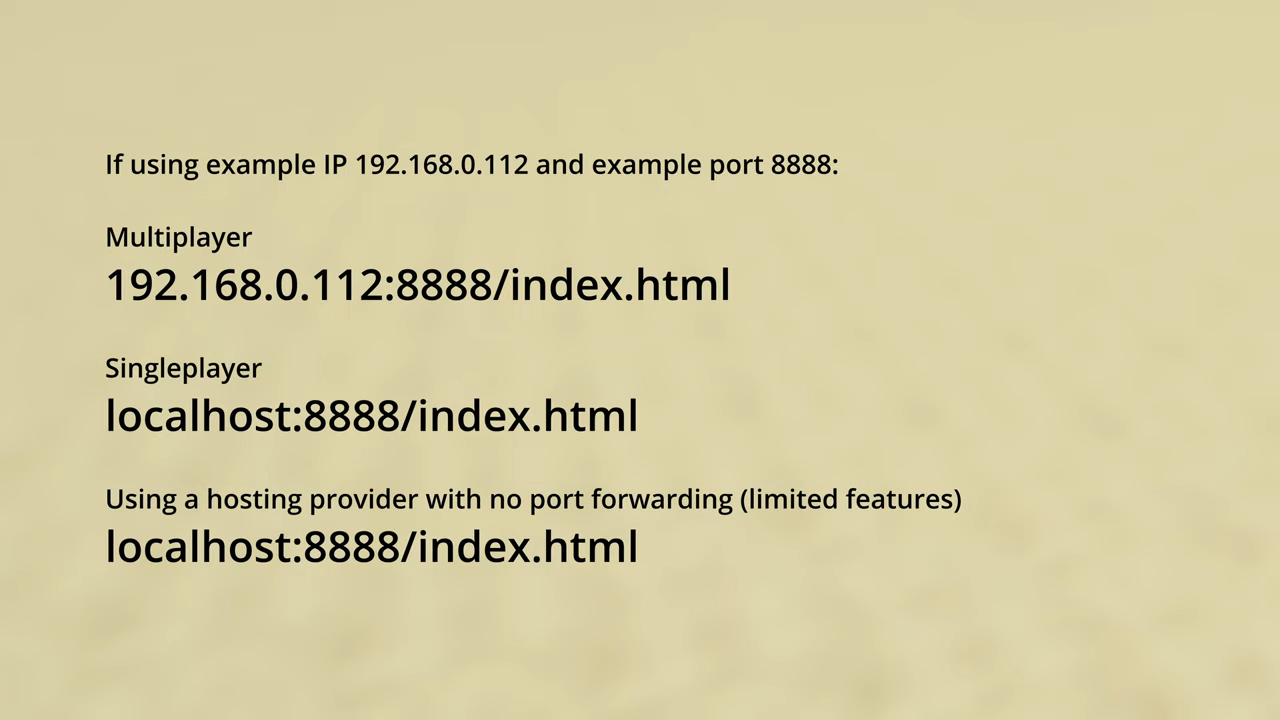 If using example IP 192.168.0.112 and example port 8888:
Multiplayer
192.168.0.112:8888/index.html
Singleplayer
localhost:8888/index.html
Using a hosting provider with no port forwarding (limited features)
localhost:8888/index.html